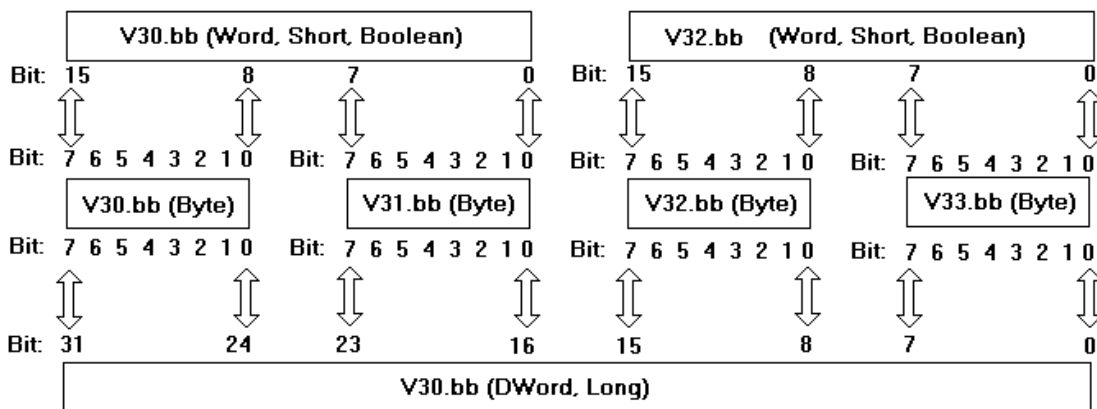 V30.bb (Word, Short, Boolean) V32.bb (Word, Short, Boolean)
Bit: 15 8 7 0 Bit: 15 8 7 0
Bit: 7 6 5 4 3 2 1 0 Bit: 7 6 5 4 3 2 1 0 Bit: 7 6 5 4 3 2 1 0 Bit: 7 6 5 4 3 2 1 0
V30.bb (Byte) V31.bb (Byte) V32.bb (Byte) V33.bb (Byte)
Bit: 7 6 5 4 3 2 1 0 Bit: 7 6 5 4 3 2 1 0 Bit: 7 6 5 4 3 2 1 0 Bit: 7 6 5 4 3 2 1 0
Bit: 31 24 23 16 15 8 7 0
V30.bb (DWord, Long)